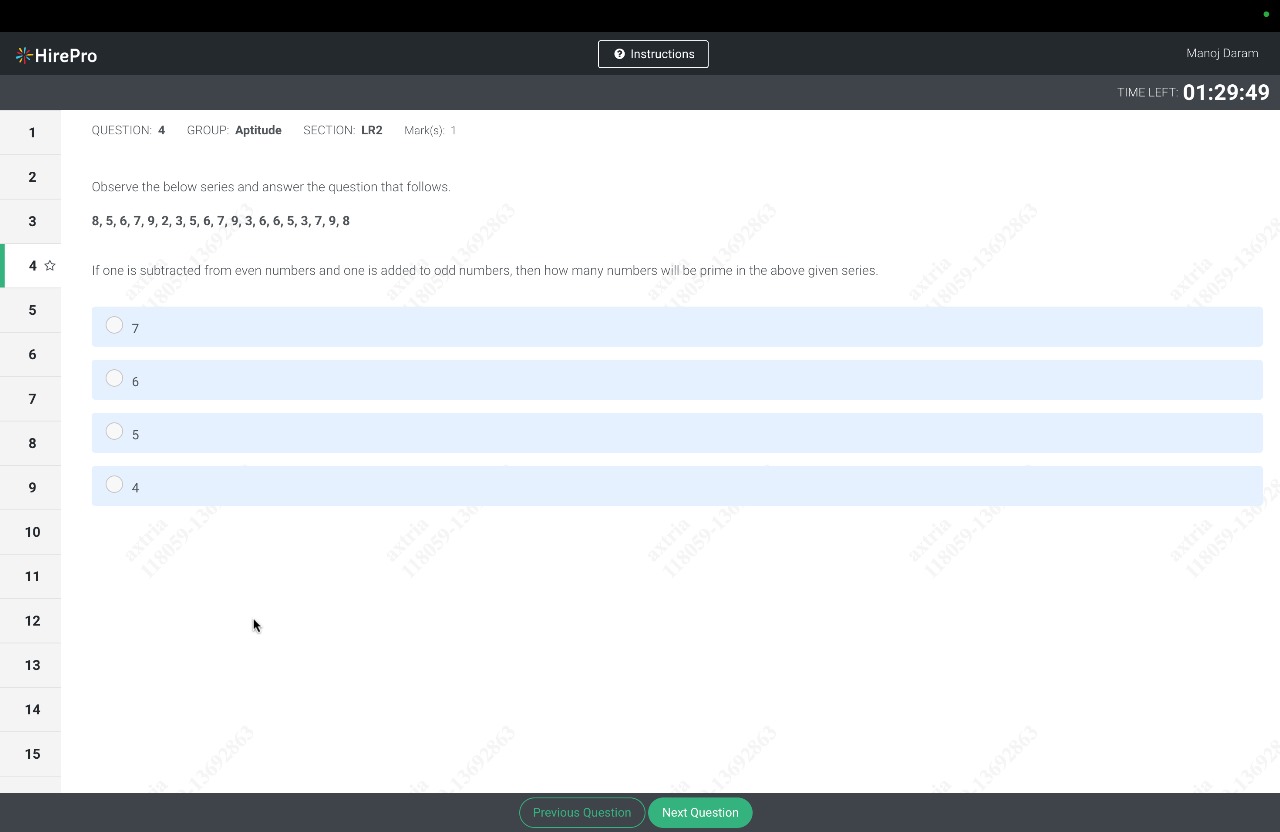 HirePro
Instructions
Manoj Daram
TIME LEFT: 01:29:49
QUESTION: 4 GROUP: Aptitude SECTION: LR2 Mark(s): 1
Observe the below series and answer the question that follows.
8, 5, 6, 7, 9, 2, 3, 5, 6, 7, 9, 3, 6, 6, 5, 3, 7, 9, 8
If one is subtracted from even numbers and one is added to odd numbers, then how many numbers will be prime in the above given series.
7
6
5
4
1
2
3
4
5
6
7
8
9
10
11
12
13
14
15
Previous Question
Next Question
axtria
118059-13692863